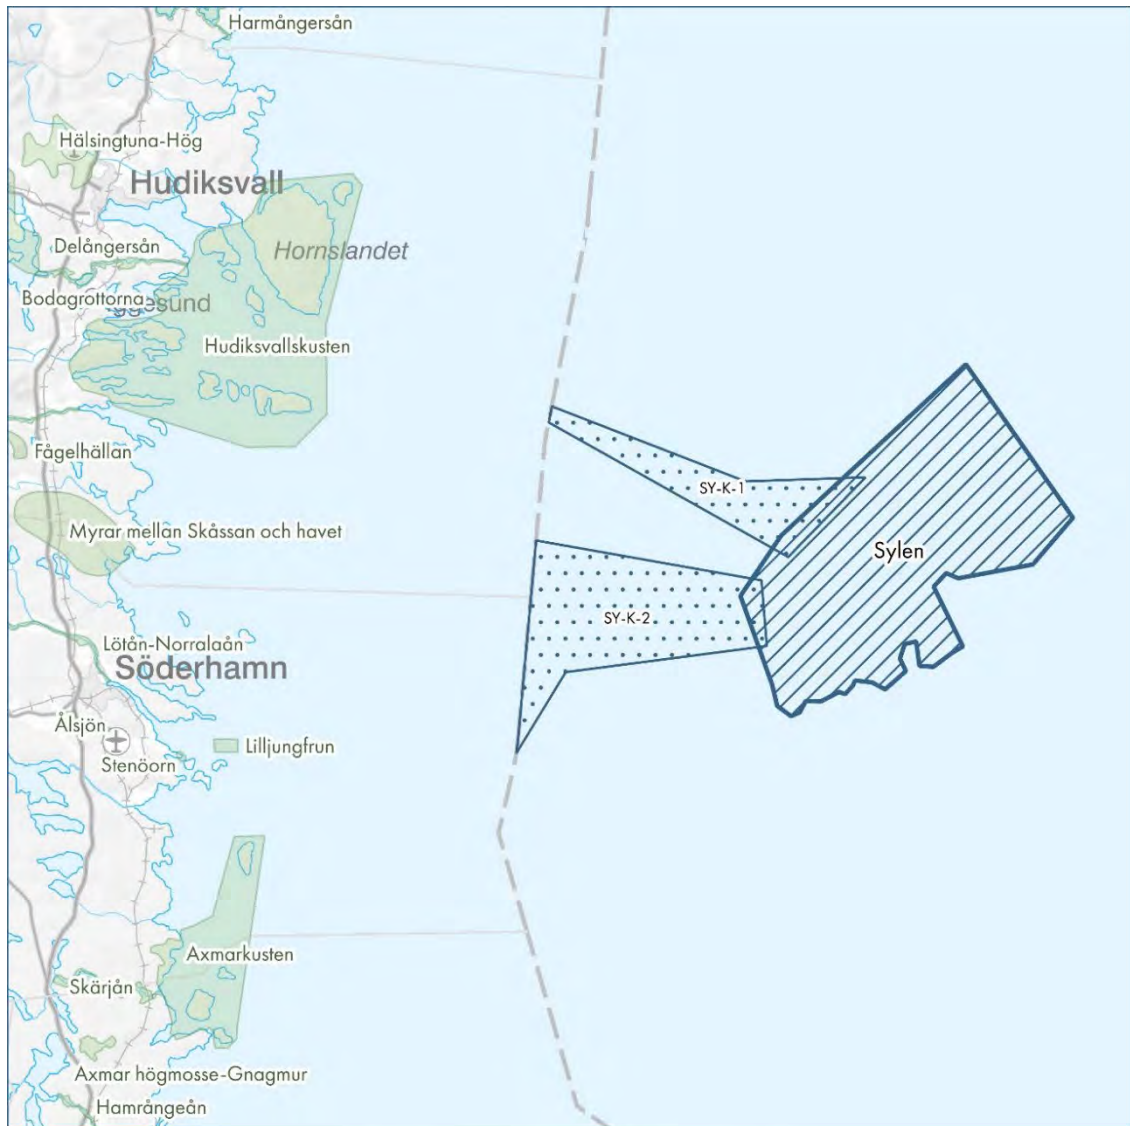 Harmångersån
Hälsingtuna-Hög
Hudiksvall
Delångersån
Hornslandet
Bodagrottorna
Hudiksvallskusten
Fågelhällan
SY-K-1
Myrar mellan Skåssan och havet
Sylen
SY-K-2
Lötån-Norralaån
Söderhamn
Ålsjön
Stenöorn
Lilljungfrun
Axmarkusten
Skärjån
Axmar högmosse-Gnagmur
Hamrångeån